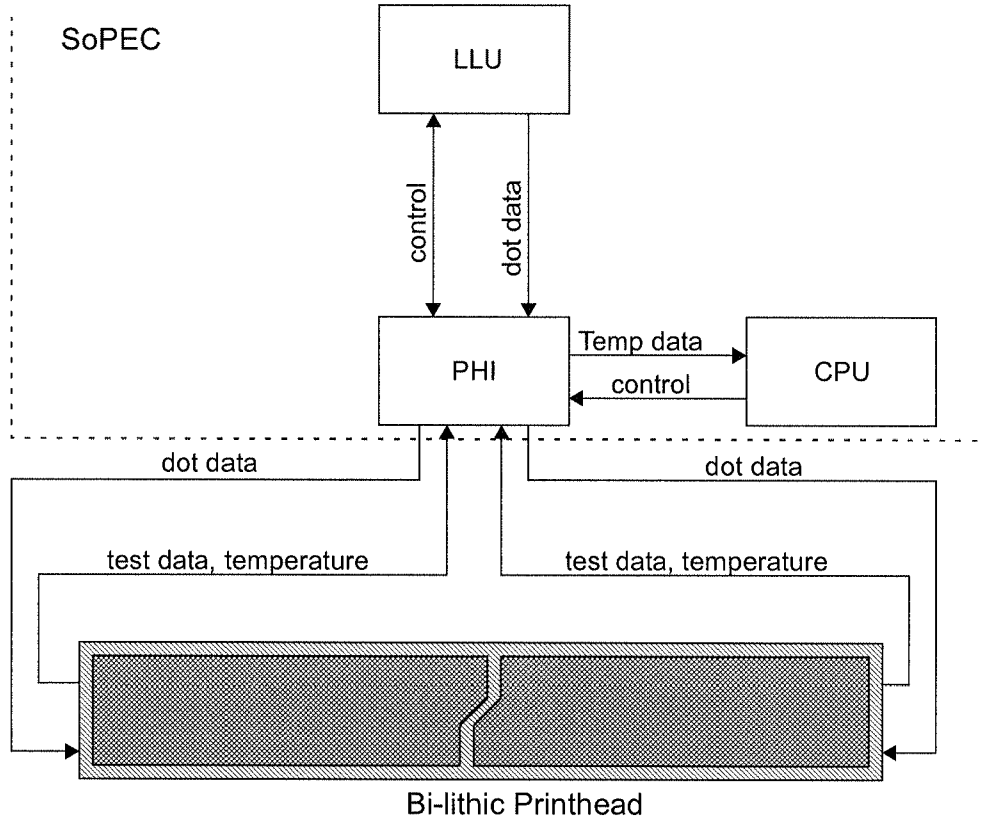 SoPEC
LLU
control
dot data
PHI
Temp data
control
CPU
dot data
dot data
test data, temperature
test data, temperature
Bi-lithic Printhead